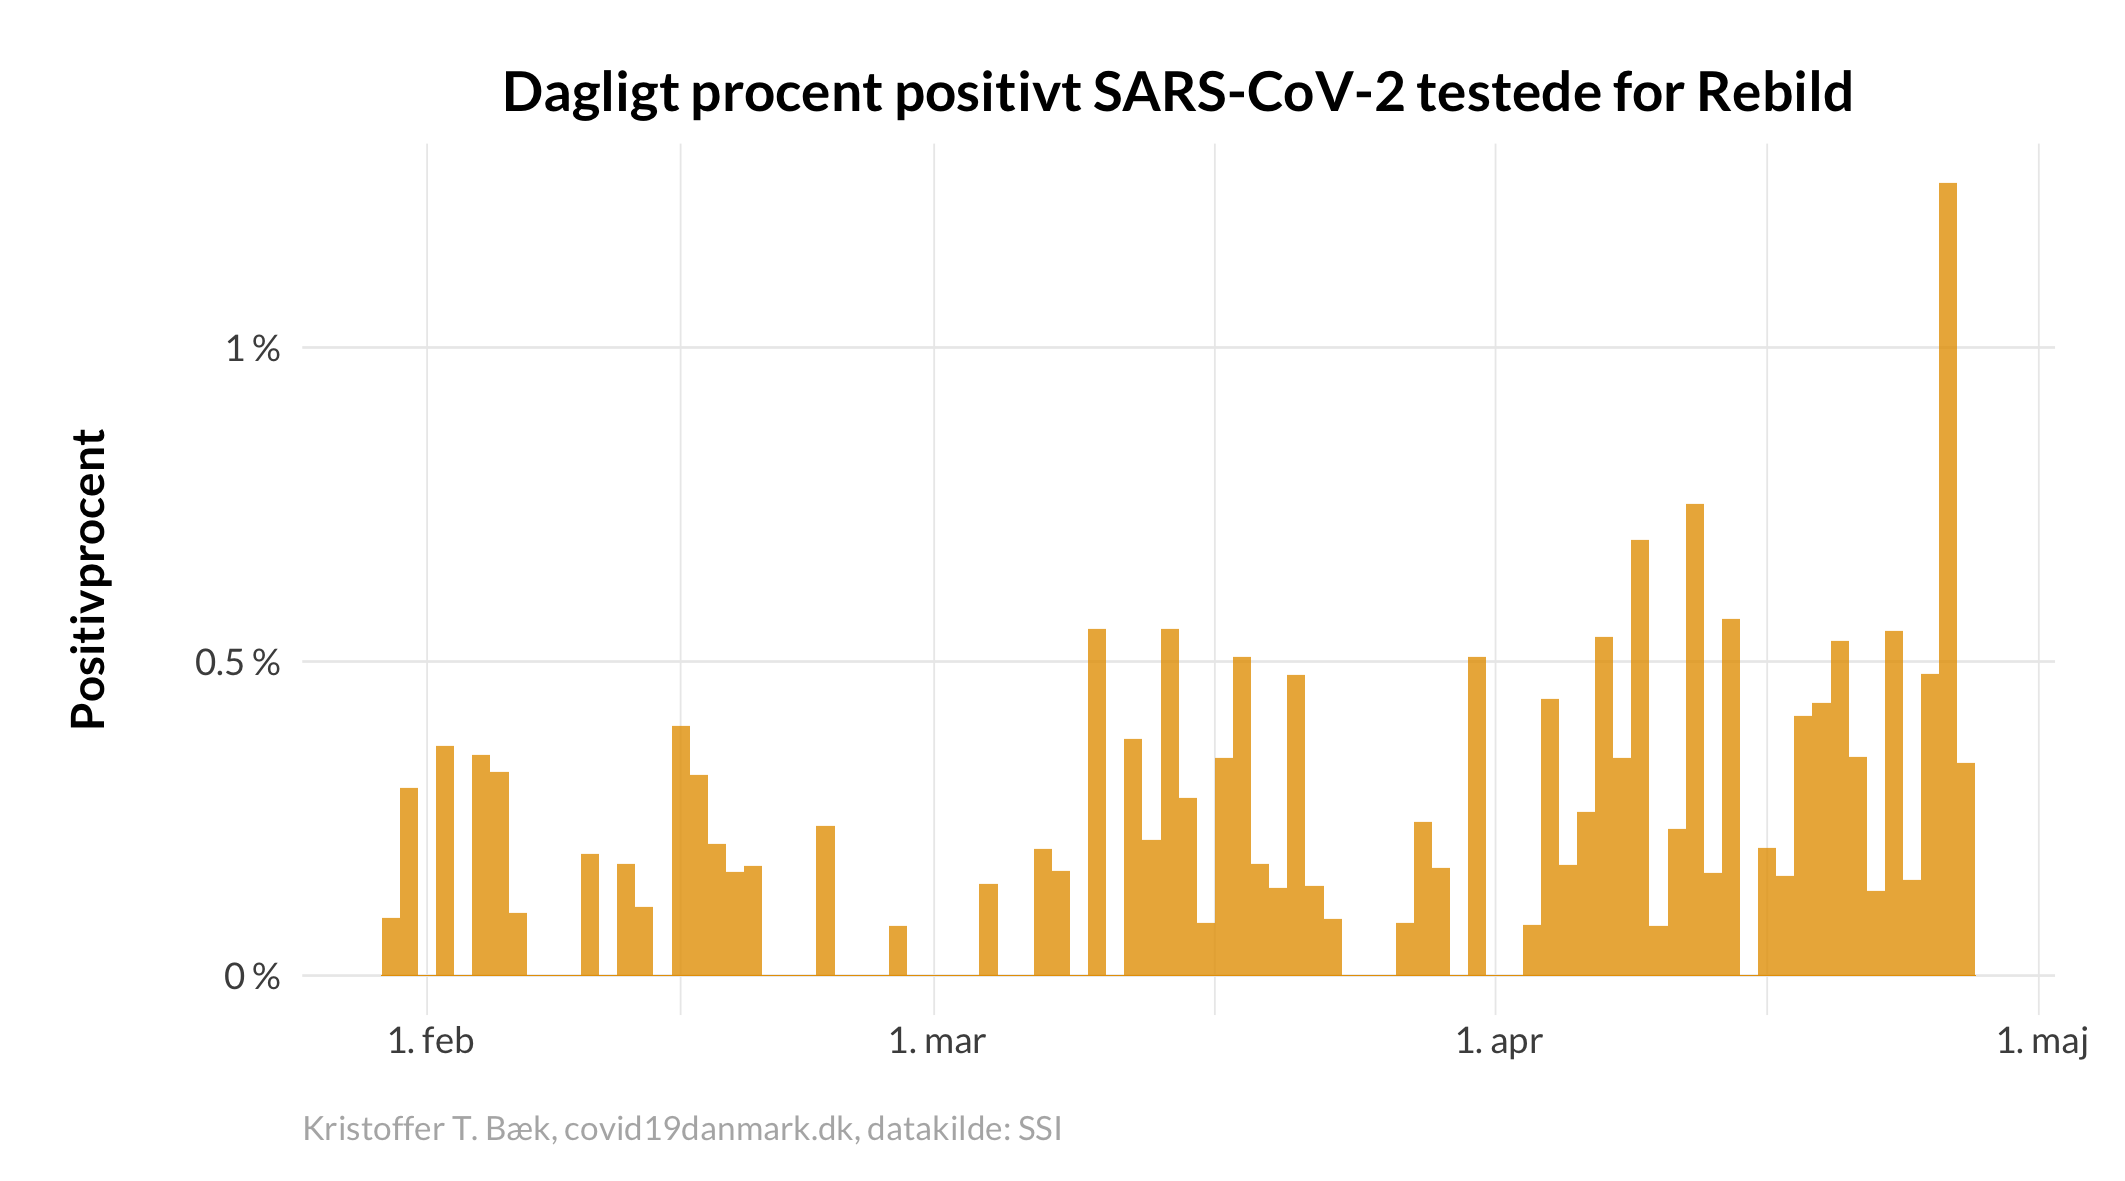 Dagligt procent positivt SARS-CoV-2 testede for Rebild
Positivprocent
1 %
0.5 %
0 %
1. feb
1. mar
1. apr
1. maj
Kristoffer T. Bæk, covid19danmark.dk, datakilde: SSI